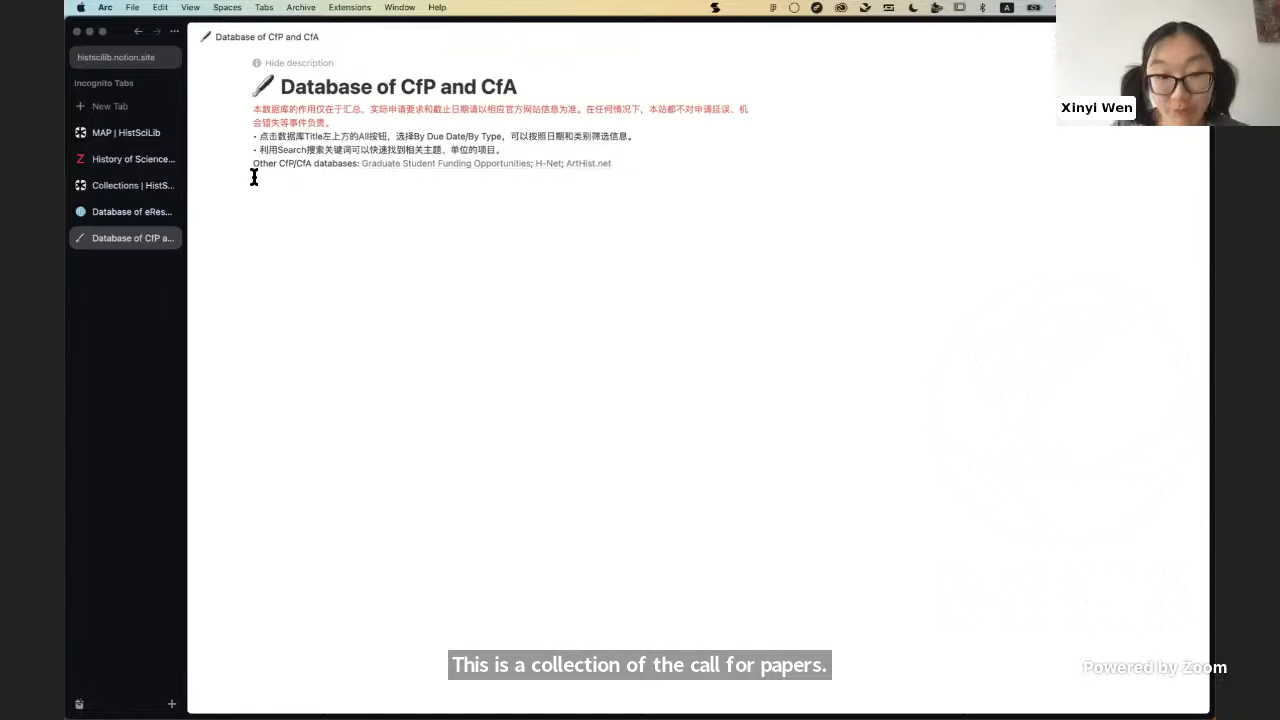 Arc File Edit View Spaces Tabs Archive Extensions Window Help
histscilib.notion.site
Incognito Tabs
New Tab
MAP | HistSciLib
History of Science...
Collections | HistS...
Database of eRes...
Database of CfP a...
Database of CfP and CfA
Hide description
Database of CfP and CfA
本数据库的作用仅在于汇总，实际申请要求和截止日期请以相应官方网站信息为准。在任何情况下，本站都不对申请延误、机
会错失等事件负责。
• 点击数据库Title左上方的All按钮，选择By Due Date/By Type，可以按照日期和类别筛选信息。
• 利用Search搜索关键词可以快速找到相关主题、单位的项目。
Other CfP/CfA databases: Graduate Student Funding Opportunities; H-Net; ArtHist.net
Xinyi Wen
This is a collection of the call for papers.
Powered by Zoom